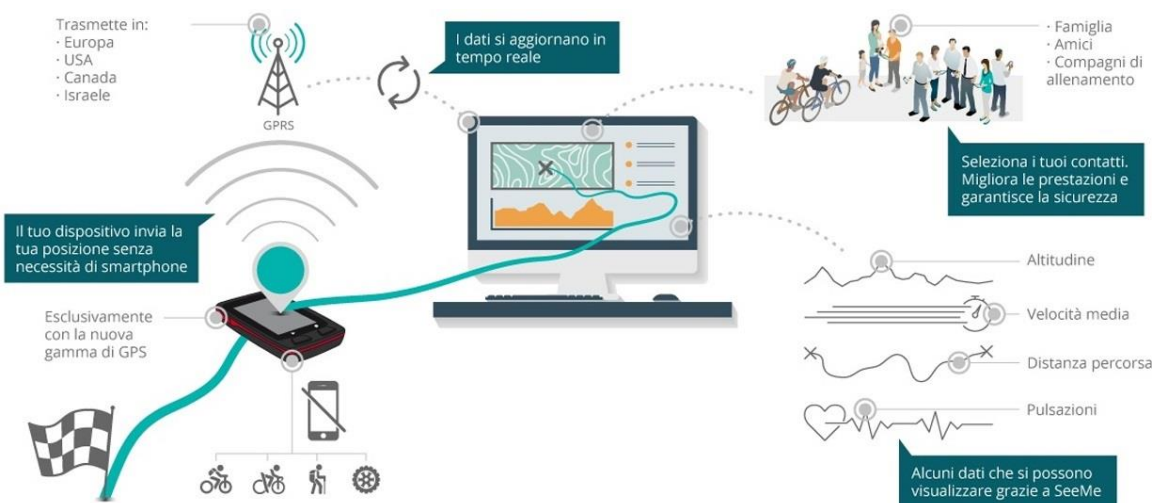 Trasmette in:
· Europa
· USA
· Canada
· Israele
GPRS
I dati si aggiornano in
tempo reale
· Famiglia
· Amici
· Compagni di
allenamento
Seleziona i tuoi contatti.
Migliora le prestazioni e
garantisce la sicurezza
Il tuo dispositivo invia la
tua posizione senza
necessità di smartphone
Esclusivamente
con la nuova
gamma di GPS
Altitudine
Velocità media
Distanza percorsa
Pulsazioni
Alcuni dati che si possono
visualizzare grazie a SeeMe